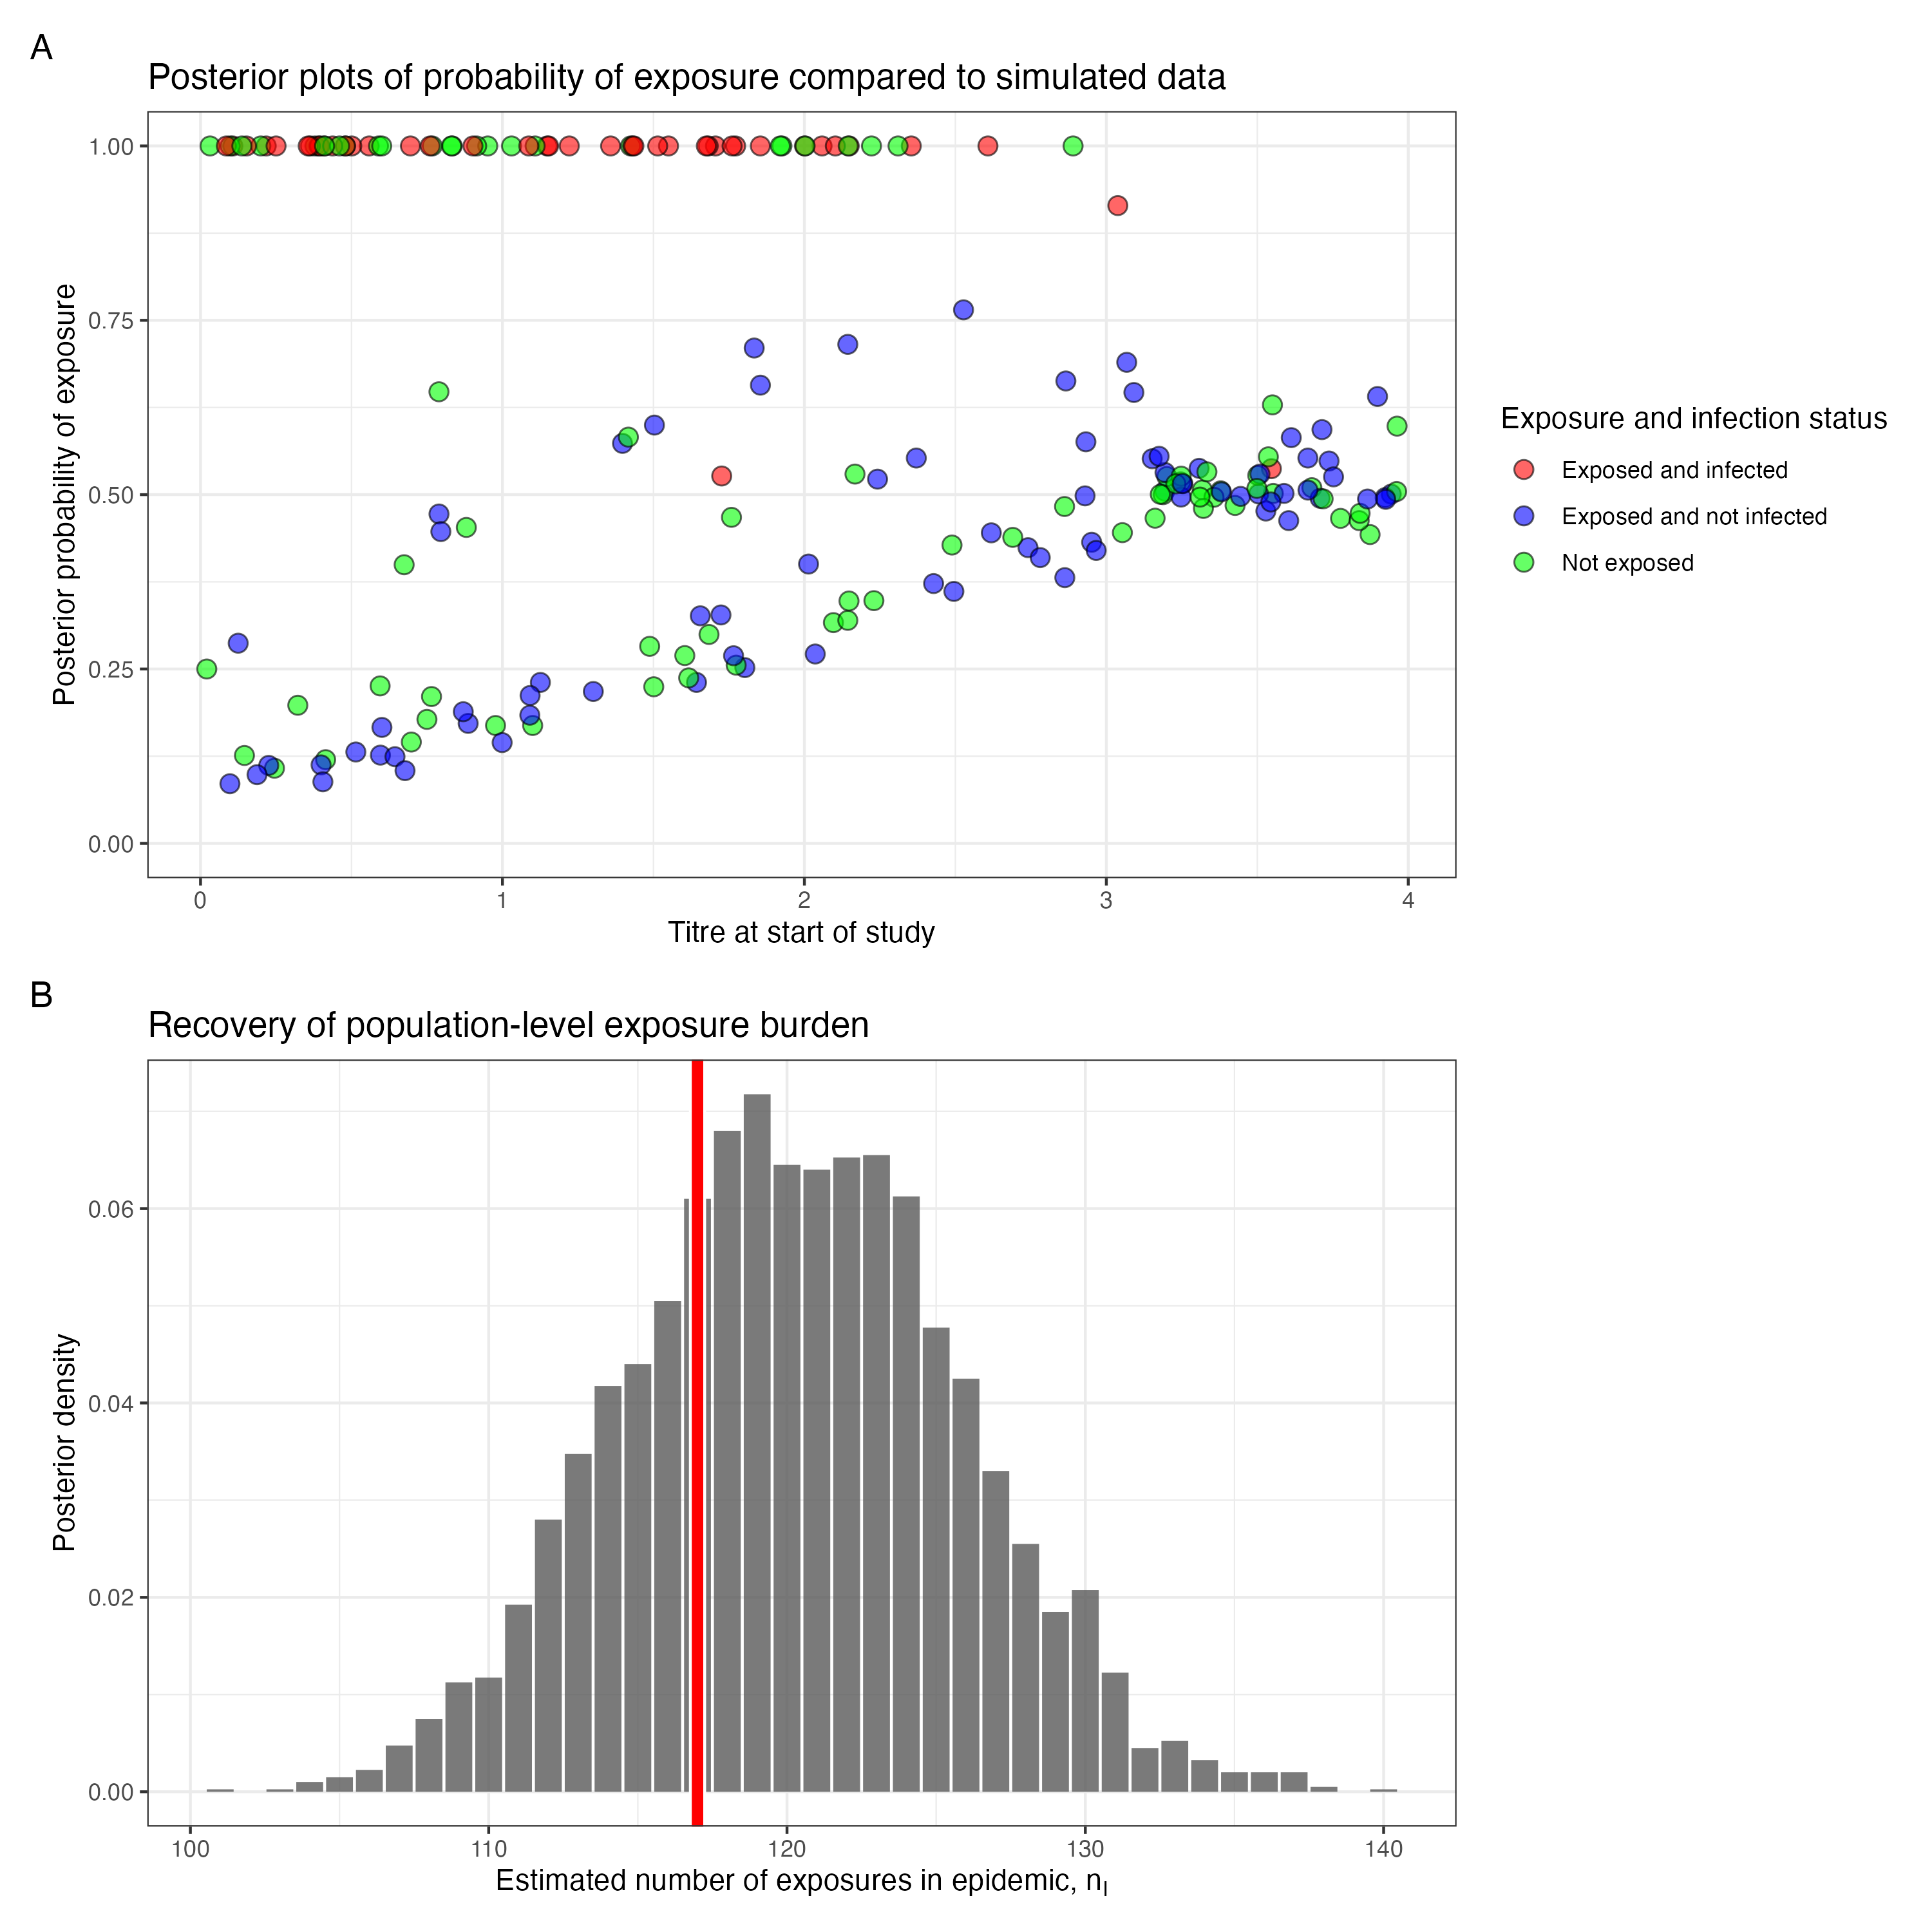 A
Posterior plots of probability of exposure compared to simulated data
Posterior probability of exposure
1.00
0.75
0.50
0.25
0.00
0 1 2 3 4
Titre at start of study
Exposure and infection status
Exposed and infected
Exposed and not infected
Not exposed
B
Recovery of population-level exposure burden
Posterior density
0.06
0.04
0.02
0.00
100 110 120 130 140
Estimated number of exposures in epidemic, nI